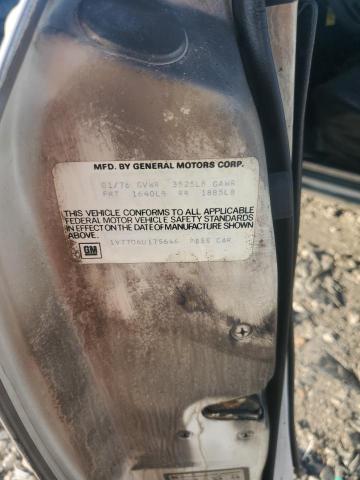 MFD. BY GENERAL MOTORS CORP.
01/76 GVWR 3525LB GAWR
FRT 1640LB RR 1885LB
THIS VEHICLE CONFORMS TO ALL APPLICABLE
FEDERAL MOTOR VEHICLE SAFETY STANDARDS
IN EFFECT ON THE DATE OF MANUFACTURE SHOWN
ABOVE.
GM
1V77D6U175646 PASS CAR